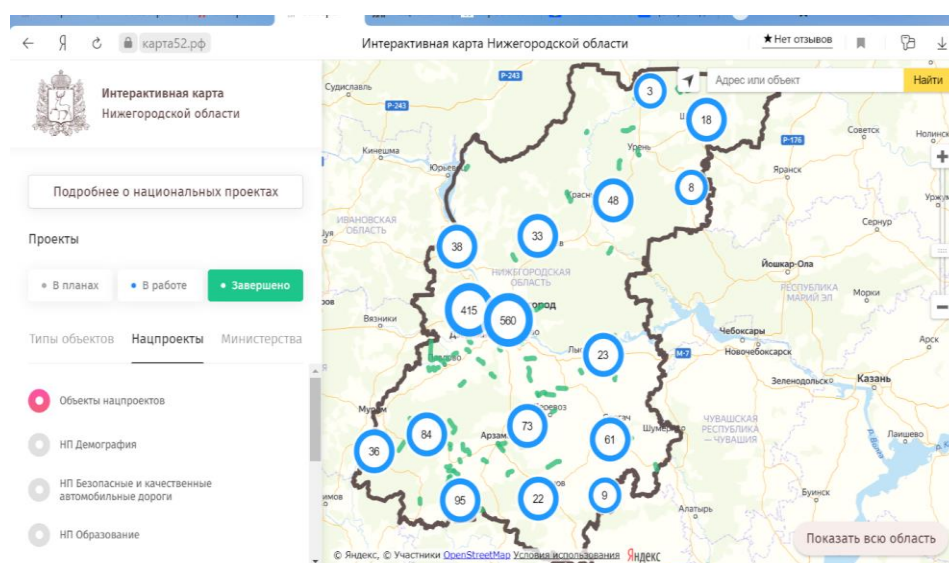 карта52.рф
Интерактивная карта Нижегородской области
★Нет отзывов
Интерактивная карта
Нижегородской области
Подробнее о национальных проектах
Проекты
В планах
В работе
Завершено
Типы объектов
Нацпроекты
Министерства
Объекты нацпроектов
НП Демография
НП Безопасные и качественные
автомобильные дороги
НП Образование
Адрес или объект
Найти
Судиславль
Р-243
Р-243
3
18
Р-176
Советск
Кинешма
Урень
Яранск
8
48
ИВАНОВСКАЯ
ОБЛАСТЬ
Сернур
38
33
НИЖЕГОРОДСКАЯ
ОБЛАСТЬ
Йошкар-Ола
РЕСПУБЛИКА
МАРИЙ ЭЛ
Морки
415
560
Вязники
23
М-7
Чебоксары
Новочебоксарск
Арск
Зеленодольск
Казань
73
84
61
36
ЧУВАШСКАЯ
РЕСПУБЛИКА
— ЧУВАШИЯ
Лаишево
95
22
9
Алатырь
Буинск
Показать всю область
© Яндекс, © Участники OpenStreetMap Условия использования Яндекс